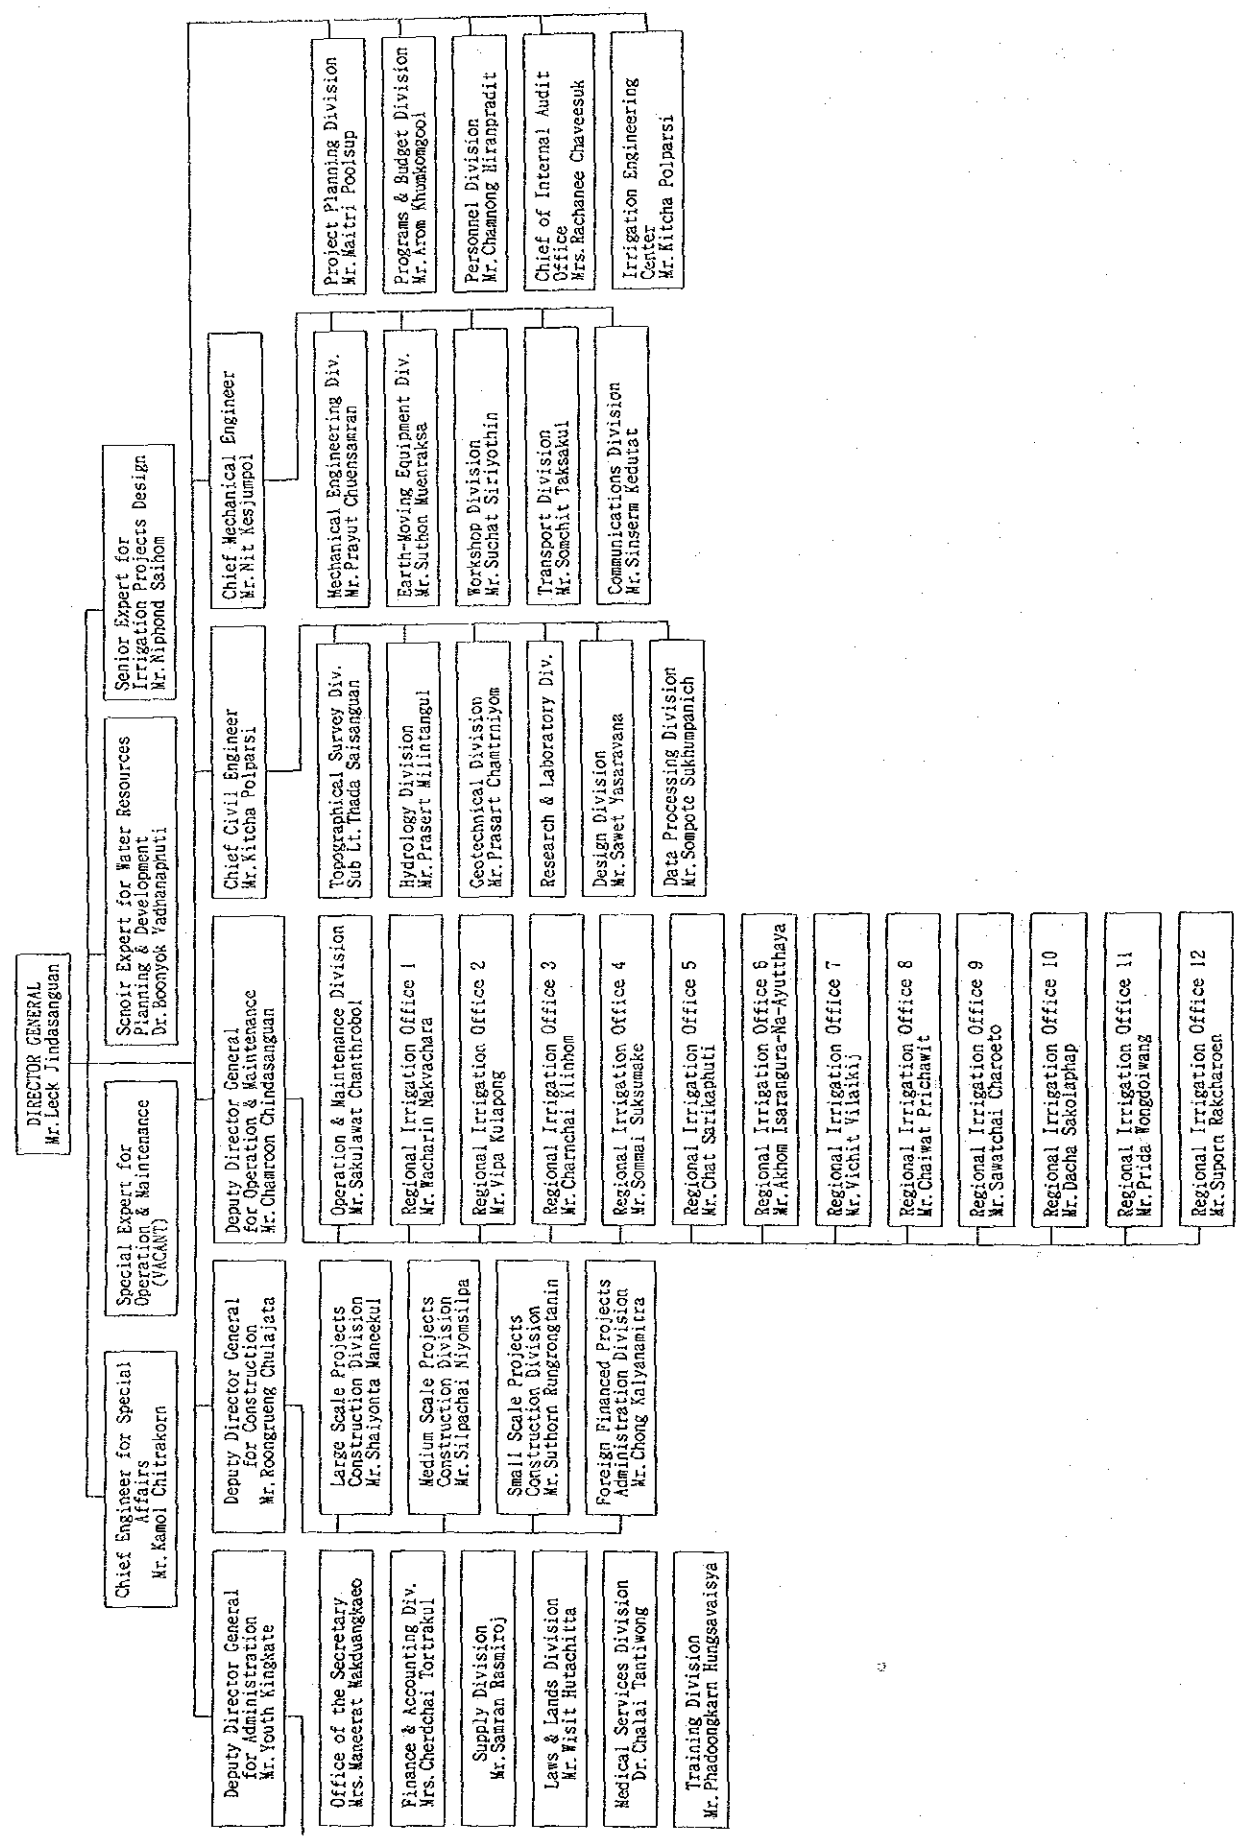 DIRECTOR GENERAL
Mr.Leck Jindasanguan
Chief Engineer for Special
Affairs
Mr.Kamol Chitrakorn
Special Expert for
Operation & Maintenance
(VACANT)
Scnoir Expert for Water Resources
Planning & Development
Dr.Boonyok Vadhanaphuti
Senior Expert for
Irrigation Projects Design
Mr.Niphond Saihom
Deputy Director General
for Administration
Mr.Youth Kingkate
Office of the Secretary
Mrs.Maneerat Makduangkaeo
Finance & Accounting Div.
Mrs.Cherdchai Tortrakul
Supply Division
Mr.Samran Rasmiroj
Laws & Lands Division
Mr.Wisit Hutachitta
Medical Services Division
Dr.Chalai Tantiwong
Training Division
Mr.Phadoongkarn Hungsavaisya
Deputy Director General
for Construction
Mr.Roongrueng Chulajata
Large Scale Projects
Construction Division
Mr.Shaiyonta Maneekul
Medium Scale Projects
Construction Division
Mr.Silpachai Niyomsilpa
Small Scale Projects
Construction Division
Mr.Suthorn Rungrongtanin
Foreign Financed Projects
Administration Division
Mr.Chong Kalyanamitra
Deputy Director General
for Operation & Maintenance
Mr.Chamroon Chindasanguan
Operation & Maintenance Division
Mr.Sakulawat Chanthrobol
Regional Irrigation Office 1
Mr.Wacharin Nakvachara
Regional Irrigation Office 2
Mr.Vipa Kulapong
Regional Irrigation Office 3
Mr.Charnchai Klinhom
Regional Irrigation Office 4
Mr.Sommai Suksumake
Regional Irrigation Office 5
Mr.Chat Sarikaphuti
Regional Irrigation Office 6
Mr.Akhom Isarangura-Na-Ayutthaya
Regional Irrigation Office 7
Mr.Vichit Vilaikij
Regional Irrigation Office 8
Mr.Chaiwat Prichawit
Regional Irrigation Office 9
Mr.Sawatchai Charoeto
Regional Irrigation Office 10
Mr.Dacha Sakolaphap
Regional Irrigation Office 11
Mr.Prida Wongdoiwang
Regional Irrigation Office 12
Mr.Suporn Rakcharoen
Chief Civil Engineer
Mr.Kitcha Polparsi
Topographical Survey Div.
Sub Lt.Thada Saisanguan
Hydrology Division
Mr.Prasert Milintangul
Geotechnical Division
Mr.Prasart Chamtrniyom
Research & Laboratory Div.
Design Division
Mr.Sawet Yasaravana
Data Processing Division
Mr.Sompote Sukhumpanich
Chief Mechanical Engineer
Mr.Nit Kesjumpol
Mechanical Engineering Div.
Mr.Prayut Chuensamran
Earth-Moving Equipment Div.
Mr.Suthon Muenraksa
Workshop Division
Mr.Suchat Siriyothin
Transport Division
Mr.Somchit Taksakul
Communications Division
Mr.Sinserm Kedutat
Project Planning Division
Mr.Maitri Poolsup
Programs & Budget Division
Mr.Arom Khumkomgool
Personnel Division
Mr.Chamnong Hiranpradit
Chief of Internal Audit
Office
Mrs.Rachanee Chaveesuk
Irrigation Engineering
Center
Mr.Kitcha Polparsi